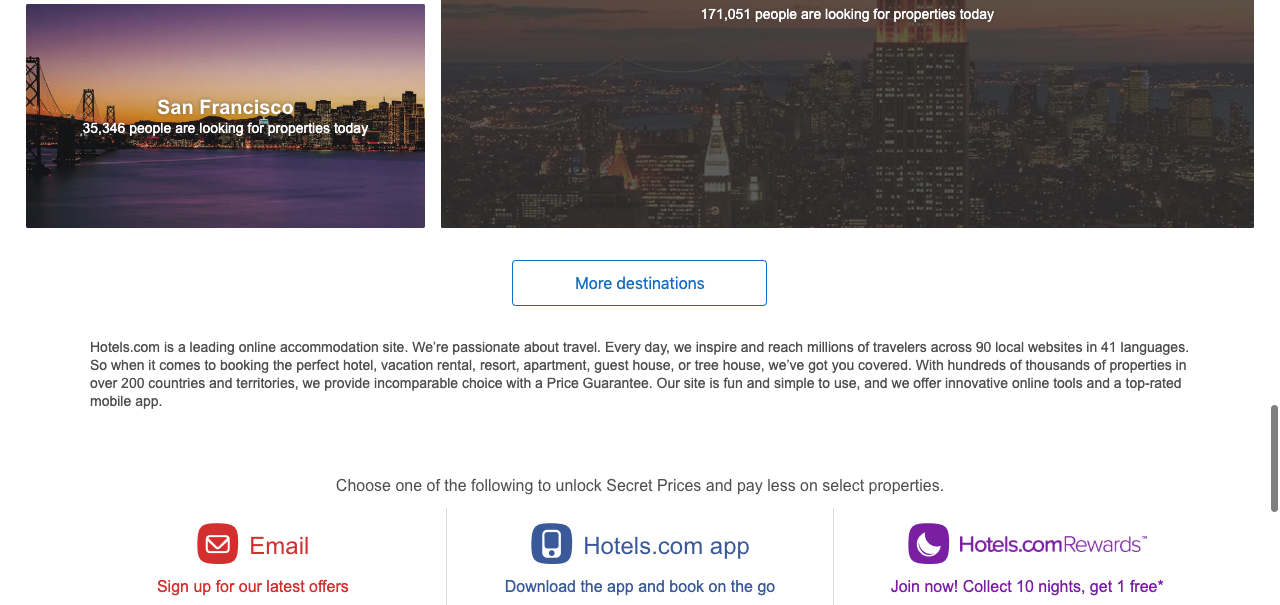 171,051 people are looking for properties today
San Francisco
35,346 people are looking for properties today
More destinations
Hotels.com is a leading online accommodation site. We’re passionate about travel. Every day, we inspire and reach millions of travelers across 90 local websites in 41 languages.
So when it comes to booking the perfect hotel, vacation rental, resort, apartment, guest house, or tree house, we’ve got you covered. With hundreds of thousands of properties in
over 200 countries and territories, we provide incomparable choice with a Price Guarantee. Our site is fun and simple to use, and we offer innovative online tools and a top-rated
mobile app.
Choose one of the following to unlock Secret Prices and pay less on select properties.
Email
Sign up for our latest offers
Hotels.com app
Download the app and book on the go
Hotels.comRewards™
Join now! Collect 10 nights, get 1 free*